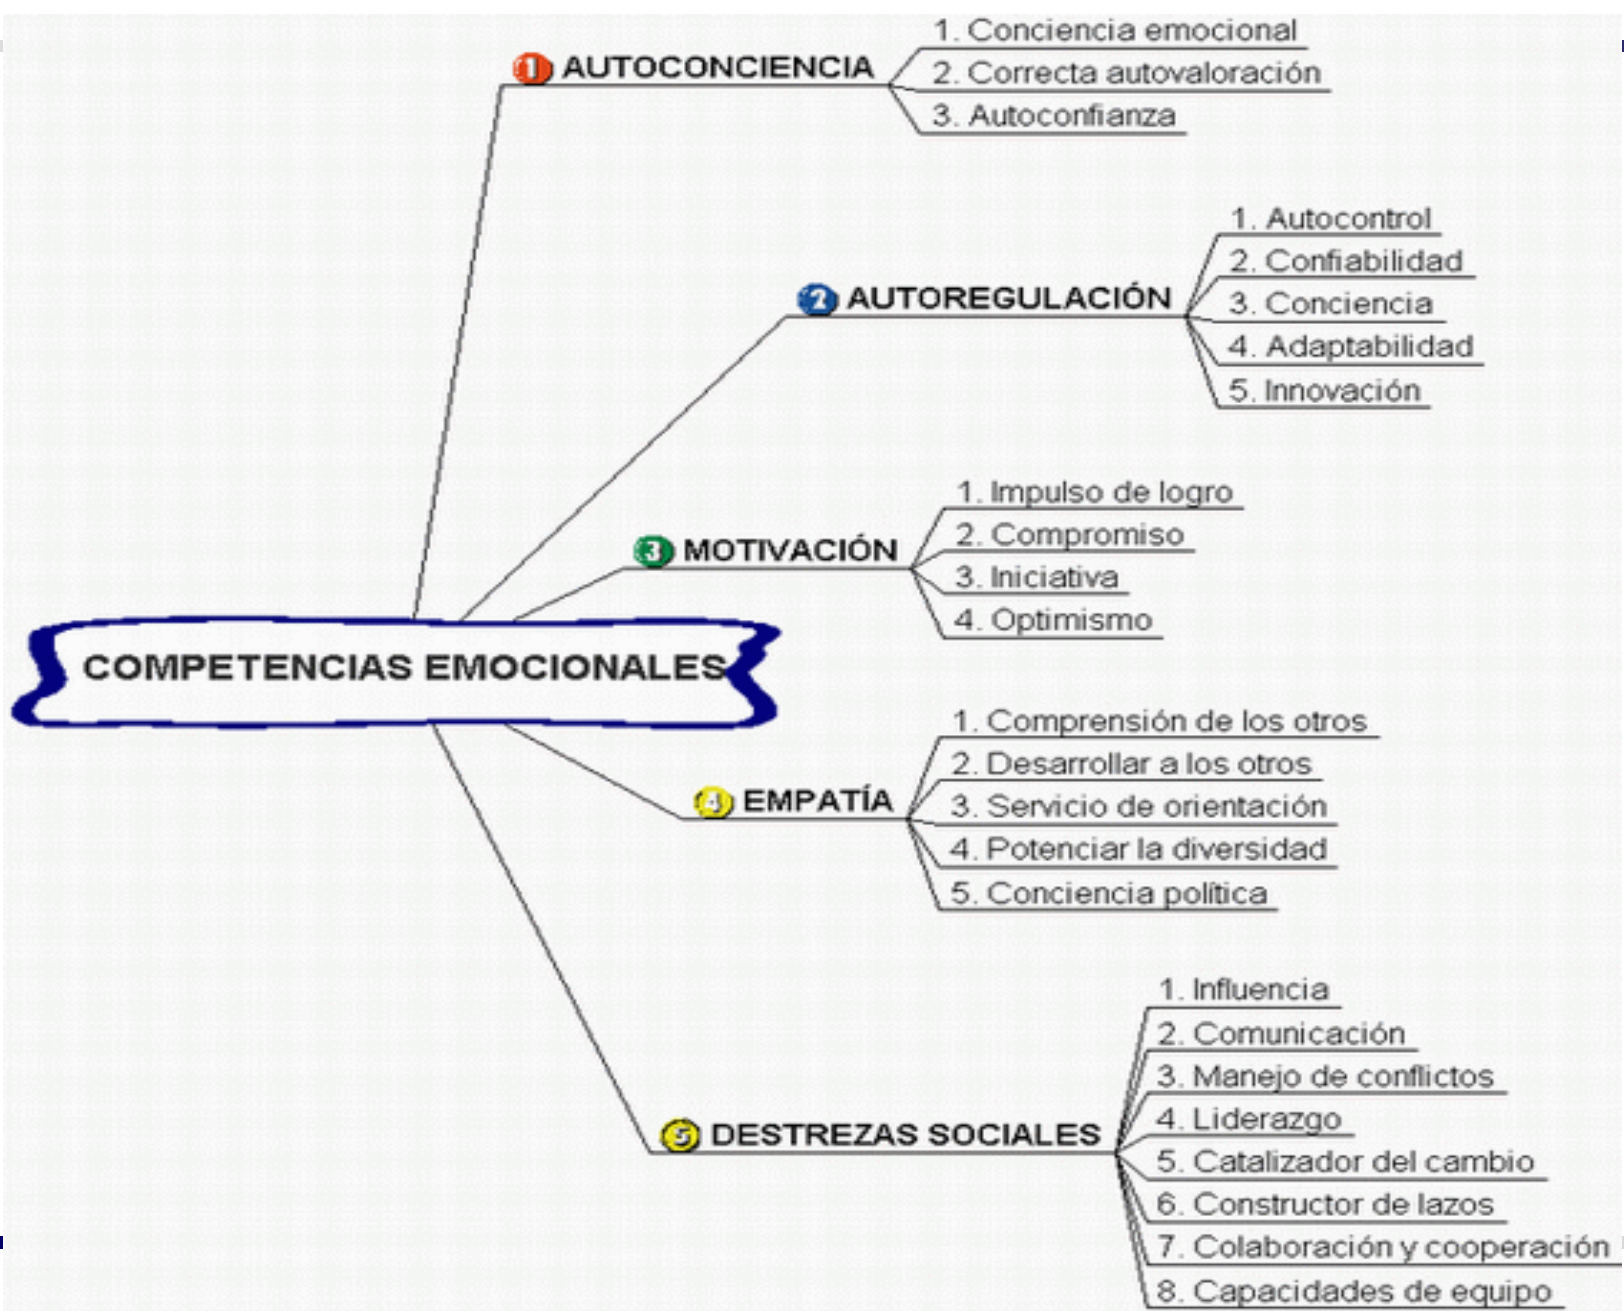 1 AUTOCONCIENCIA
1. Conciencia emocional
2. Correcta autovaloración
3. Autoconfianza
2 AUTOREGULACIÓN
1. Autocontrol
2. Confiabilidad
3. Conciencia
4. Adaptabilidad
5. Innovación
3 MOTIVACIÓN
1. Impulso de logro
2. Compromiso
3. Iniciativa
4. Optimismo
COMPETENCIAS EMOCIONALES
4 EMPATÍA
1. Comprensión de los otros
2. Desarrollar a los otros
3. Servicio de orientación
4. Potenciar la diversidad
5. Conciencia política
5 DESTREZAS SOCIALES
1. Influencia
2. Comunicación
3. Manejo de conflictos
4. Liderazgo
5. Catalizador del cambio
6. Constructor de lazos
7. Colaboración y cooperación
8. Capacidades de equipo